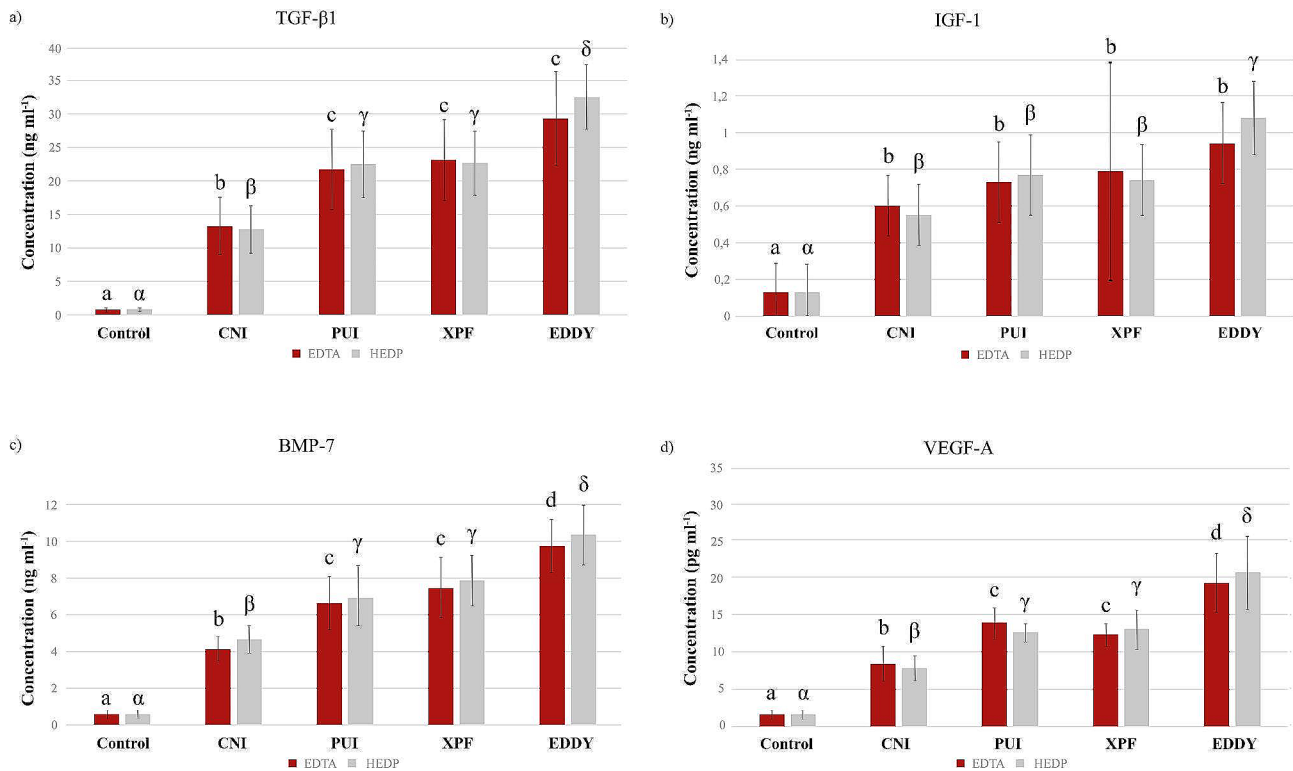 a)
TGF-β1
Concentration (ng ml-1)
40
35
30
25
20
15
10
5
0
a α b β c γ c γ c δ
Control CNI PUI XPF EDDY
EDTA HEDP
b)
IGF-1
Concentration (ng ml-1)
1,4
1,2
1
0,8
0,6
0,4
0,2
0
a α b β b β b β b γ
Control CNI PUI XPF EDDY
EDTA HEDP
c)
BMP-7
Concentration (ng ml-1)
12
10
8
6
4
2
0
a α b β c γ c γ d δ
Control CNI PUI XPF EDDY
EDTA HEDP
d)
VEGF-A
Concentration (pg ml-1)
35
30
25
20
15
10
5
0
a α b β c γ c γ d δ
Control CNI PUI XPF EDDY
EDTA HEDP